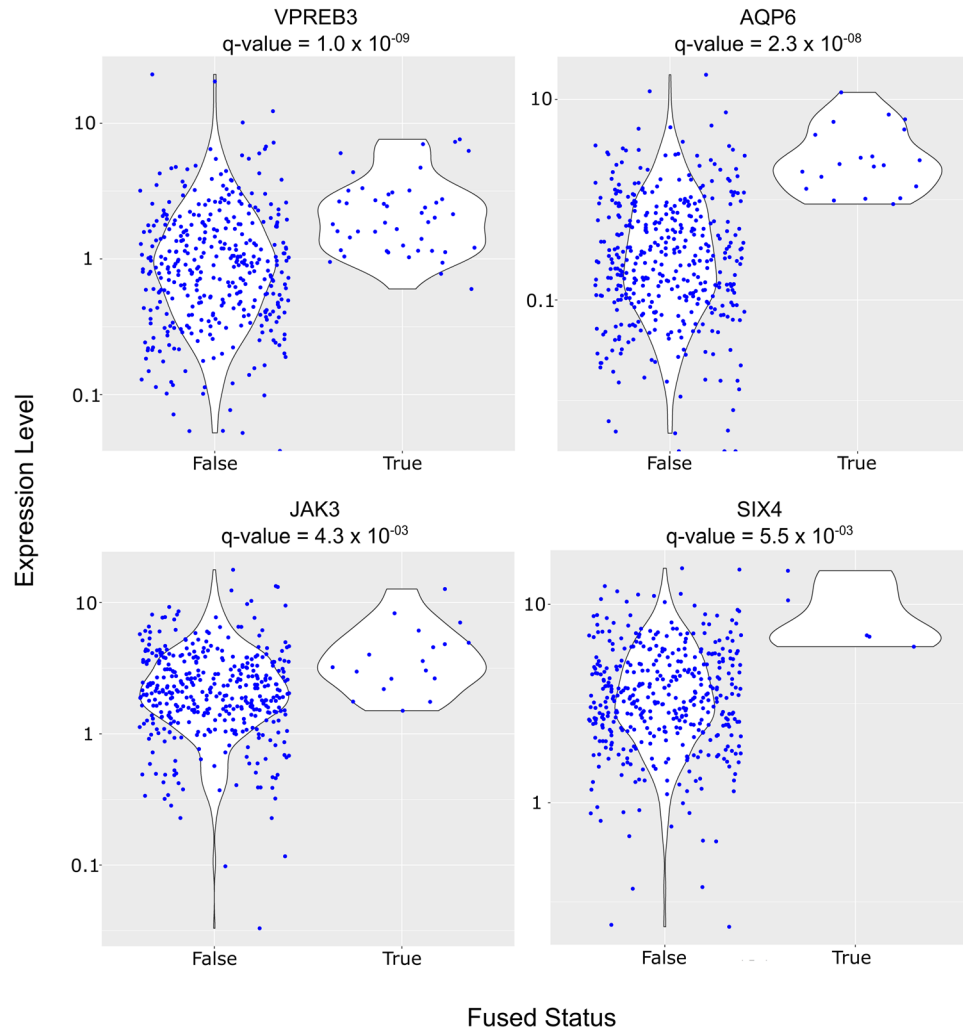 VPREB3
q-value = 1.0 x 10⁻⁰⁹
10
1
0.1
False
True
AQP6
q-value = 2.3 x 10⁻⁰⁸
10
0.1
False
True
JAK3
q-value = 4.3 x 10⁻⁰³
10
1
0.1
False
True
SIX4
q-value = 5.5 x 10⁻⁰³
10
1
False
True
Expression Level
Fused Status